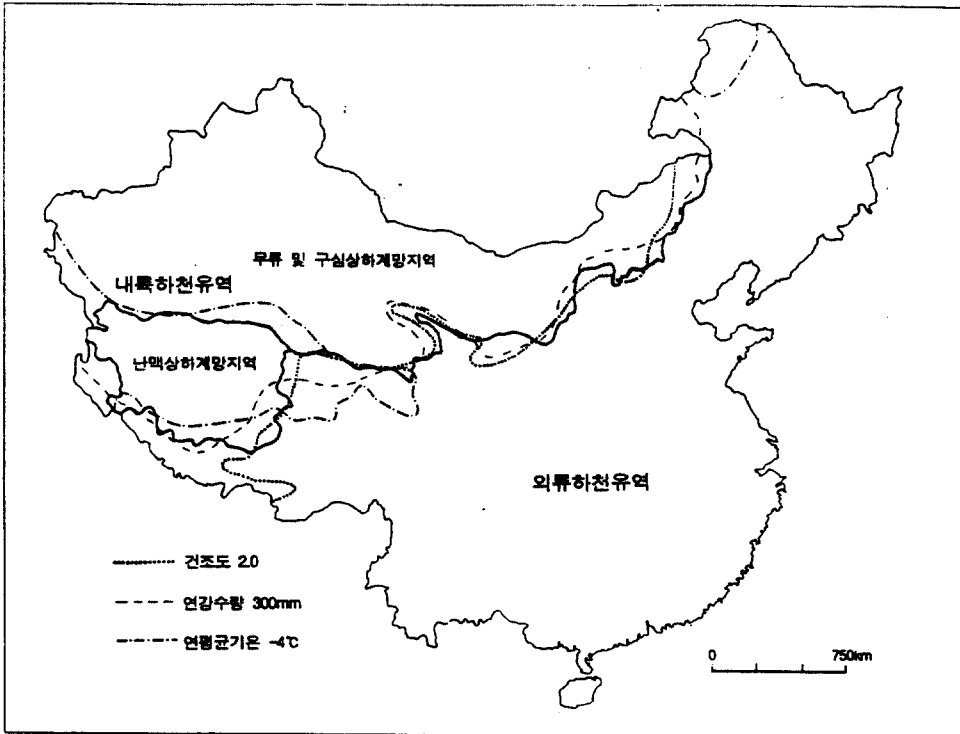 무류 및 구심상하계망지역
내륙하천유역
난맥상하계망지역
외류하천유역
건조도 2.0
연강수량 300mm
연평균기온 -4℃
0 750km